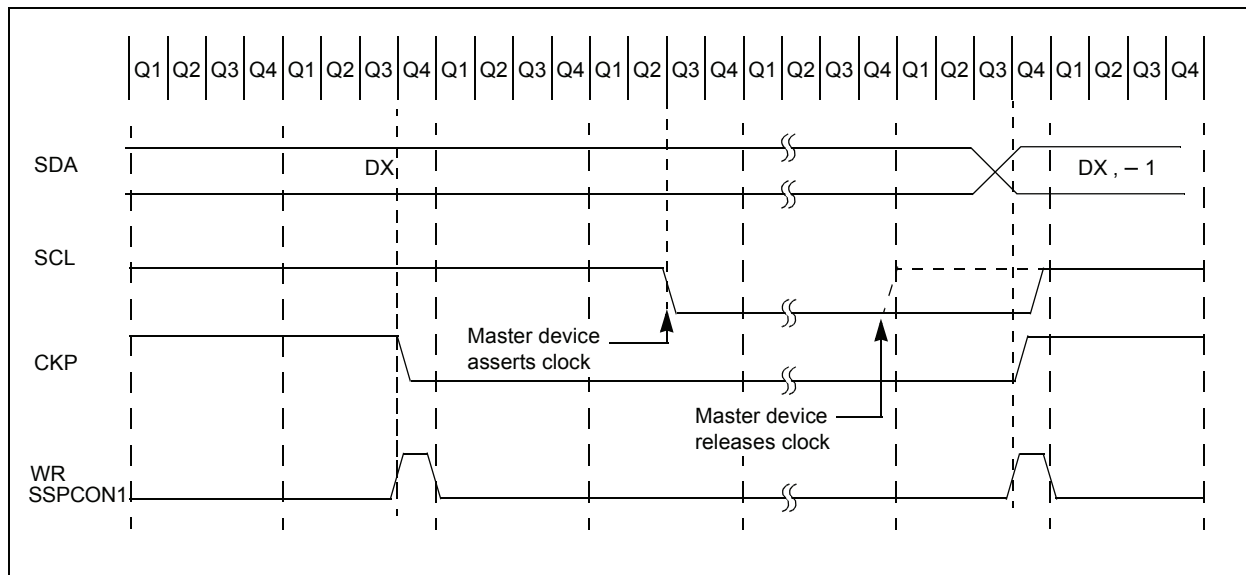 Q1 Q2 Q3 Q4 Q1 Q2 Q3 Q4 Q1 Q2 Q3 Q4 Q1 Q2 Q3 Q4 Q1 Q2 Q3 Q4 Q1 Q2 Q3 Q4 Q1 Q2 Q3 Q4
SDA
DX
DX , – 1
SCL
Master device
asserts clock
CKP
Master device
releases clock
WR
SSPCON1